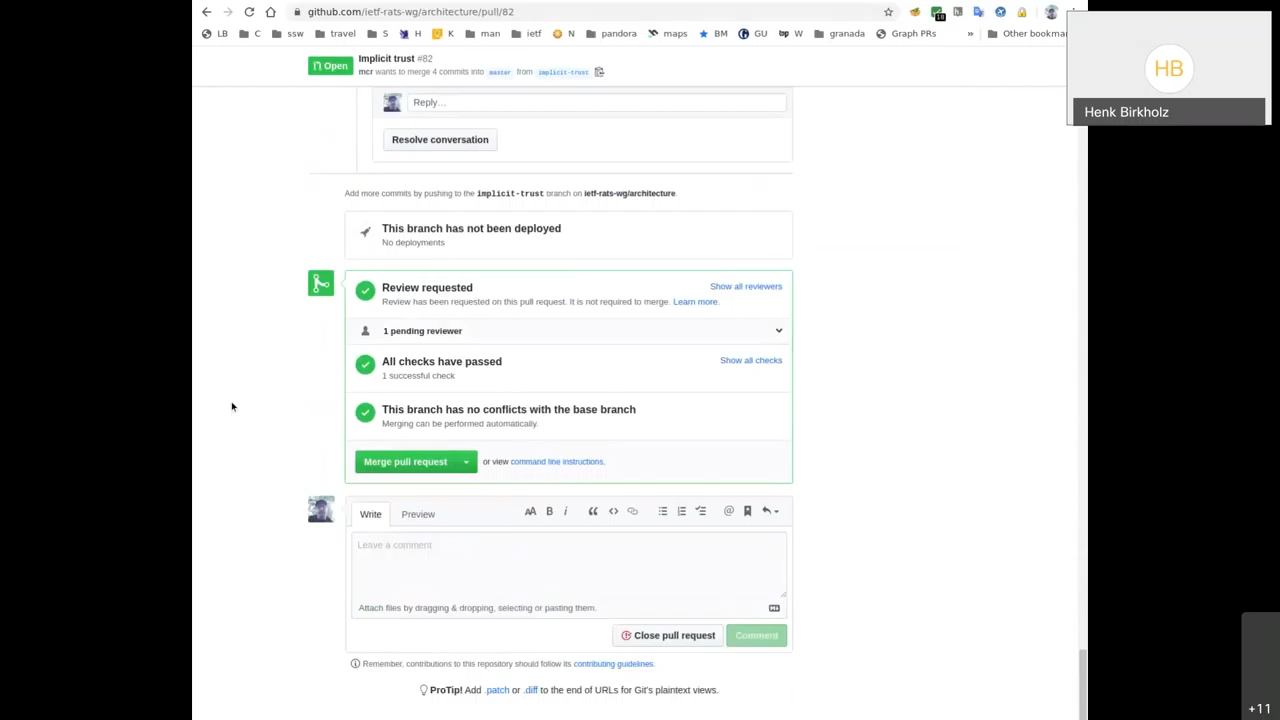 github.com/ietf-rats-wg/architecture/pull/82
18
LB C ssw travel S H K man ietf N pandora maps BM GU W granada Graph PRs » Other bookmar
Open
Implicit trust #82
mcr wants to merge 4 commits into master from implicit-trust
Reply…
Resolve conversation
Add more commits by pushing to the implicit-trust branch on ietf-rats-wg/architecture.
This branch has not been deployed
No deployments
Review requested
Show all reviewers
Review has been requested on this pull request. It is not required to merge. Learn more.
1 pending reviewer
All checks have passed
Show all checks
1 successful check
This branch has no conflicts with the base branch
Merging can be performed automatically.
Merge pull request
or view command line instructions.
Write Preview
AA B i
Leave a comment
Attach files by dragging & dropping, selecting or pasting them.
Close pull request
Comment
Remember, contributions to this repository should follow its contributing guidelines.
ProTip! Add .patch or .diff to the end of URLs for Git's plaintext views.
HB
Henk Birkholz
+11